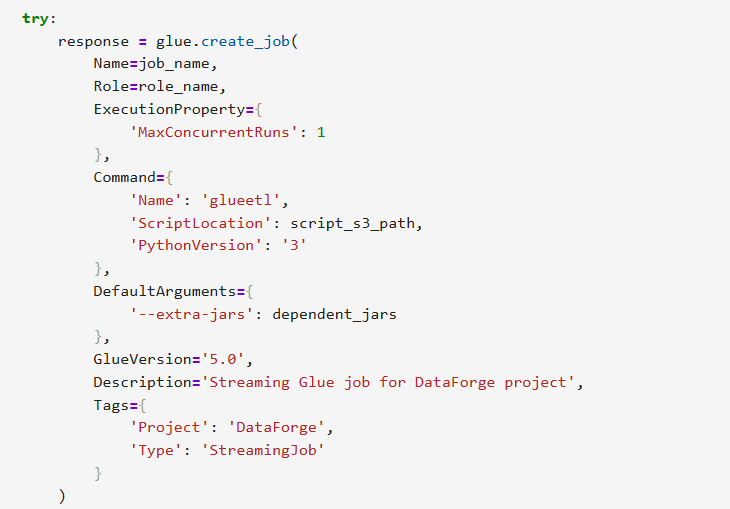 try:
    response = glue.create_job(
        Name=job_name,
        Role=role_name,
        ExecutionProperty={
            'MaxConcurrentRuns': 1
        },
        Command={
            'Name': 'glueetl',
            'ScriptLocation': script_s3_path,
            'PythonVersion': '3'
        },
        DefaultArguments={
            '--extra-jars': dependent_jars
        },
        GlueVersion='5.0',
        Description='Streaming Glue job for DataForge project',
        Tags={
            'Project': 'DataForge',
            'Type': 'StreamingJob'
        }
    )